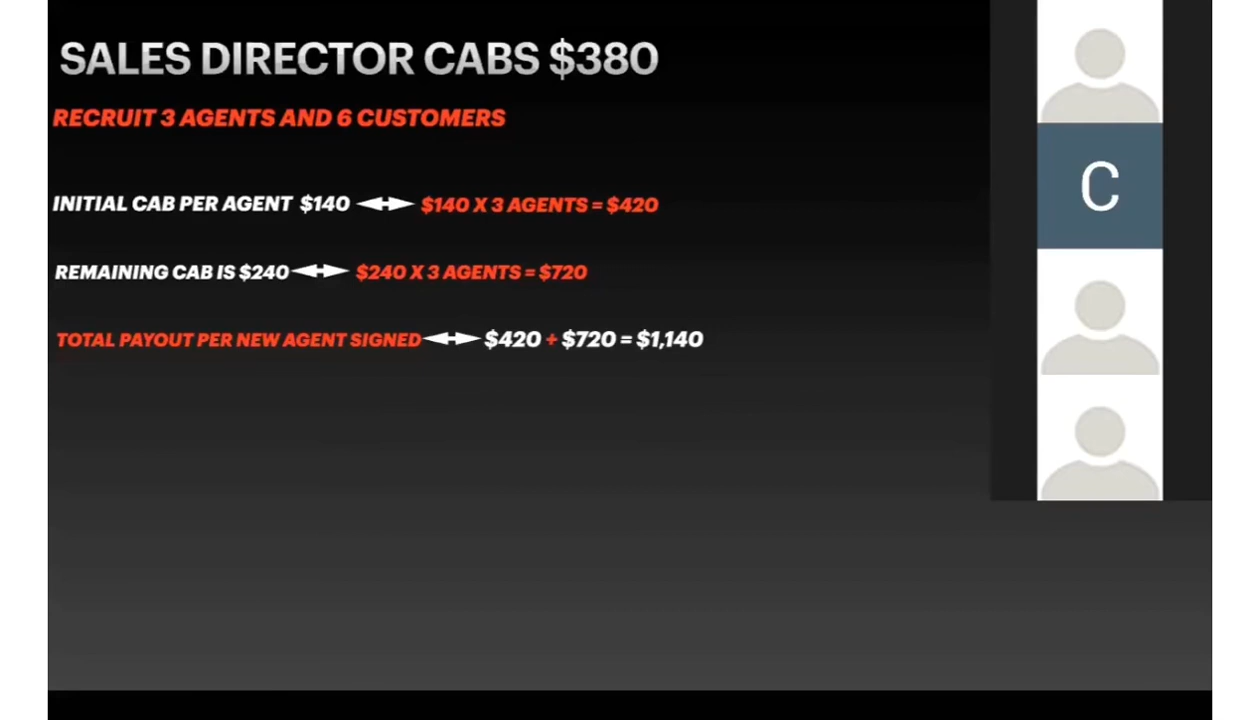 SALES DIRECTOR CABS $380
RECRUIT 3 AGENTS AND 6 CUSTOMERS
INITIAL CAB PER AGENT $140 $140 X 3 AGENTS = $420
REMAINING CAB IS $240 $240 X 3 AGENTS = $720
TOTAL PAYOUT PER NEW AGENT SIGNED $420 + $720 = $1,140
C